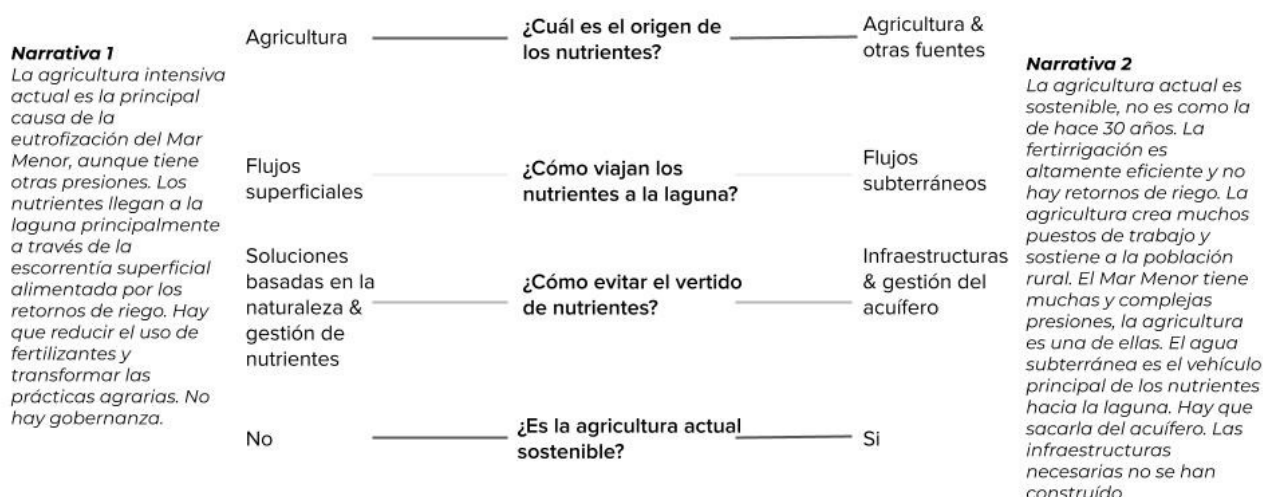 Narrativa 1
La agricultura intensiva
actual es la principal
causa de la
eutrofización del Mar
Menor, aunque tiene
otras presiones. Los
nutrientes llegan a la
laguna principalmente
a través de la
escorrentía superficial
alimentada por los
retornos de riego. Hay
que reducir el uso de
fertilizantes y
transformar las
prácticas agrarias. No
hay gobernanza.
Agricultura
¿Cuál es el origen de
los nutrientes?
Agricultura &
otras fuentes
Flujos
superficiales
¿Cómo viajan los
nutrientes a la laguna?
Flujos
subterráneos
Soluciones
basadas en la
naturaleza &
gestión de
nutrientes
¿Cómo evitar el vertido
de nutrientes?
Infraestructuras
& gestión del
acuífero
No
¿Es la agricultura actual
sostenible?
Si
Narrativa 2
La agricultura actual es
sostenible, no es como la
de hace 30 años. La
fertirrigación es
altamente eficiente y no
hay retornos de riego. La
agricultura crea muchos
puestos de trabajo y
sostiene a la población
rural. El Mar Menor tiene
muchas y complejas
presiones, la agricultura
es una de ellas. El agua
subterránea es el vehículo
principal de los nutrientes
hacia la laguna. Hay que
sacarla del acuífero. Las
infraestructuras
necesarias no se han
construído